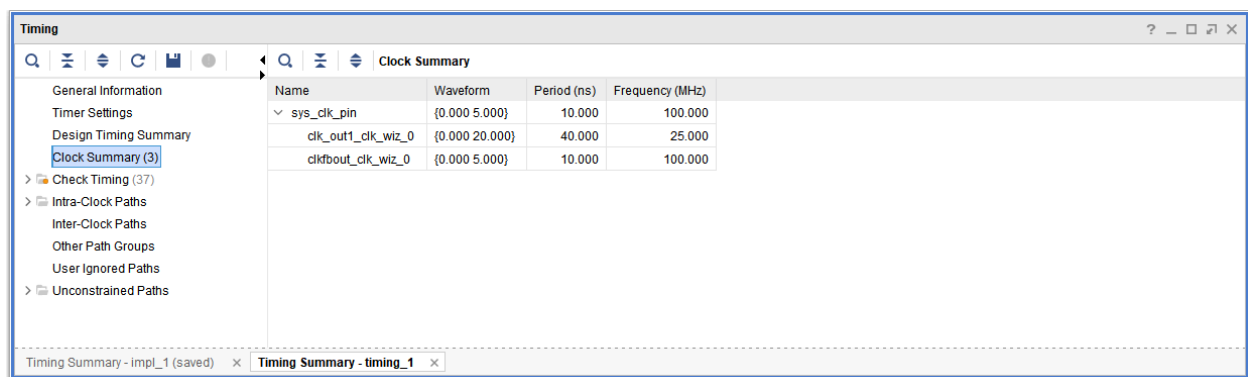 Timing
Clock Summary
General Information
Timer Settings
Design Timing Summary
Clock Summary (3)
Check Timing (37)
Intra-Clock Paths
Inter-Clock Paths
Other Path Groups
User Ignored Paths
Unconstrained Paths
Name Waveform Period (ns) Frequency (MHz)
sys_clk_pin {0.000 5.000} 10.000 100.000
clk_out1_clk_wiz_0 {0.000 20.000} 40.000 25.000
clkfbout_clk_wiz_0 {0.000 5.000} 10.000 100.000
Timing Summary - impl_1 (saved) Timing Summary - timing_1